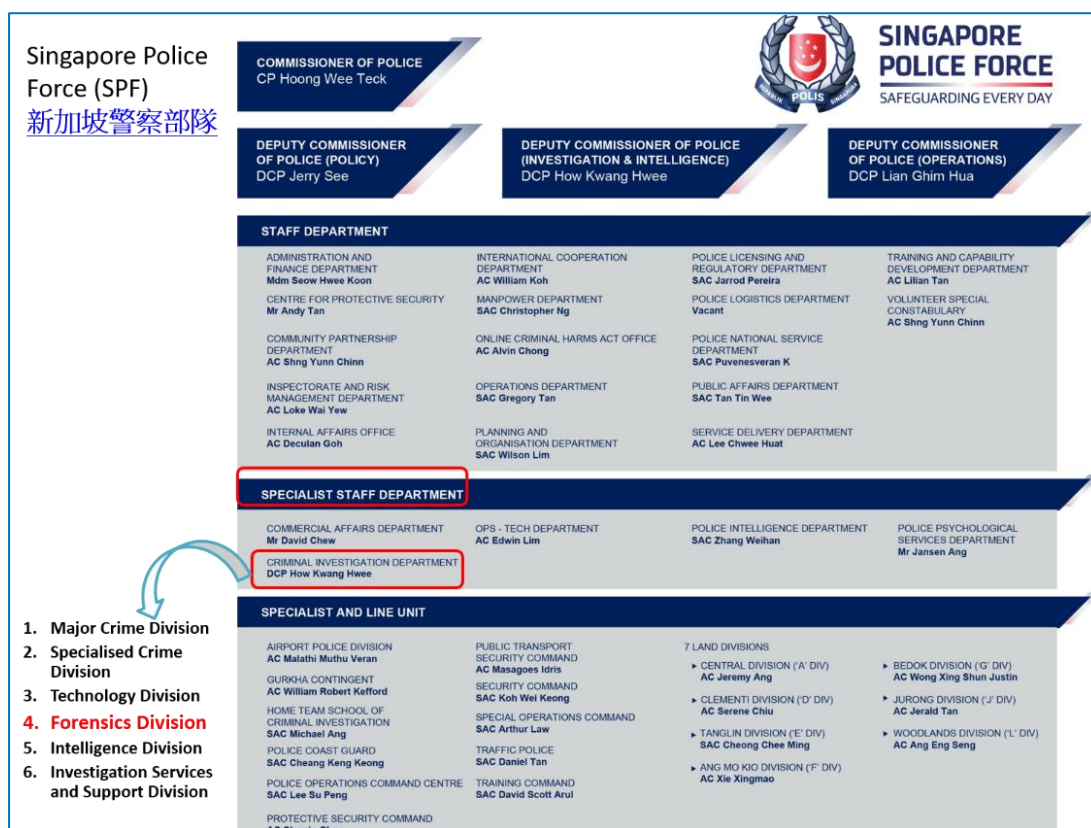 Singapore Police
Force (SPF)
新加坡警察部隊
COMMISSIONER OF POLICE
CP Hoong Wee Teck
REPUBLIK POLIS SINGAPURA
SINGAPORE
POLICE FORCE
SAFEGUARDING EVERY DAY
DEPUTY COMMISSIONER
OF POLICE (POLICY)
DCP Jerry See
DEPUTY COMMISSIONER OF POLICE
(INVESTIGATION & INTELLIGENCE)
DCP How Kwang Hwee
DEPUTY COMMISSIONER
OF POLICE (OPERATIONS)
DCP Lian Ghim Hua
STAFF DEPARTMENT
ADMINISTRATION AND
FINANCE DEPARTMENT
Mdm Seow Hwee Koon
CENTRE FOR PROTECTIVE SECURITY
Mr Andy Tan
COMMUNITY PARTNERSHIP
DEPARTMENT
AC Shng Yunn Chinn
INSPECTORATE AND RISK
MANAGEMENT DEPARTMENT
AC Loke Wai Yew
INTERNAL AFFAIRS OFFICE
AC Deculan Goh
INTERNATIONAL COOPERATION
DEPARTMENT
AC William Koh
MANPOWER DEPARTMENT
SAC Christopher Ng
ONLINE CRIMINAL HARMS ACT OFFICE
AC Alvin Chong
OPERATIONS DEPARTMENT
SAC Gregory Tan
PLANNING AND
ORGANISATION DEPARTMENT
SAC Wilson Lim
POLICE LICENSING AND
REGULATORY DEPARTMENT
SAC Jarrod Pereira
POLICE LOGISTICS DEPARTMENT
Vacant
POLICE NATIONAL SERVICE
DEPARTMENT
SAC Puvenesveran K
PUBLIC AFFAIRS DEPARTMENT
SAC Tan Tin Wee
SERVICE DELIVERY DEPARTMENT
AC Lee Chwee Huat
TRAINING AND CAPABILITY
DEVELOPMENT DEPARTMENT
AC Lilian Tan
VOLUNTEER SPECIAL
CONSTABULARY
AC Shng Yunn Chinn
SPECIALIST STAFF DEPARTMENT
COMMERCIAL AFFAIRS DEPARTMENT
Mr David Chew
CRIMINAL INVESTIGATION DEPARTMENT
DCP How Kwang Hwee
OPS - TECH DEPARTMENT
AC Edwin Lim
POLICE INTELLIGENCE DEPARTMENT
SAC Zhang Weihan
POLICE PSYCHOLOGICAL
SERVICES DEPARTMENT
Mr Jansen Ang
1. Major Crime Division
2. Specialised Crime
Division
3. Technology Division
4. Forensics Division
5. Intelligence Division
6. Investigation Services
and Support Division
SPECIALIST AND LINE UNIT
AIRPORT POLICE DIVISION
AC Malathi Muthu Veran
GURKHA CONTINGENT
AC William Robert Kefford
HOME TEAM SCHOOL OF
CRIMINAL INVESTIGATION
SAC Michael Ang
POLICE COAST GUARD
SAC Cheang Keng Keong
POLICE OPERATIONS COMMAND CENTRE
SAC Lee Su Peng
PROTECTIVE SECURITY COMMAND
PUBLIC TRANSPORT
SECURITY COMMAND
AC Masagoes Idris
SECURITY COMMAND
SAC Koh Wei Keong
SPECIAL OPERATIONS COMMAND
SAC Arthur Law
TRAFFIC POLICE
SAC Daniel Tan
TRAINING COMMAND
SAC David Scott Arul
7 LAND DIVISIONS
CENTRAL DIVISION ('A' DIV)
AC Jeremy Ang
CLEMENTI DIVISION ('D' DIV)
AC Serene Chiu
TANGLIN DIVISION ('E' DIV)
SAC Cheong Chee Ming
ANG MO KIO DIVISION ('F' DIV)
AC Xie Xingmao
BEDOK DIVISION ('G' DIV)
AC Wong Xing Shun Justin
JURONG DIVISION ('J' DIV)
AC Jerald Tan
WOODLANDS DIVISION ('L' DIV)
AC Ang Eng Seng